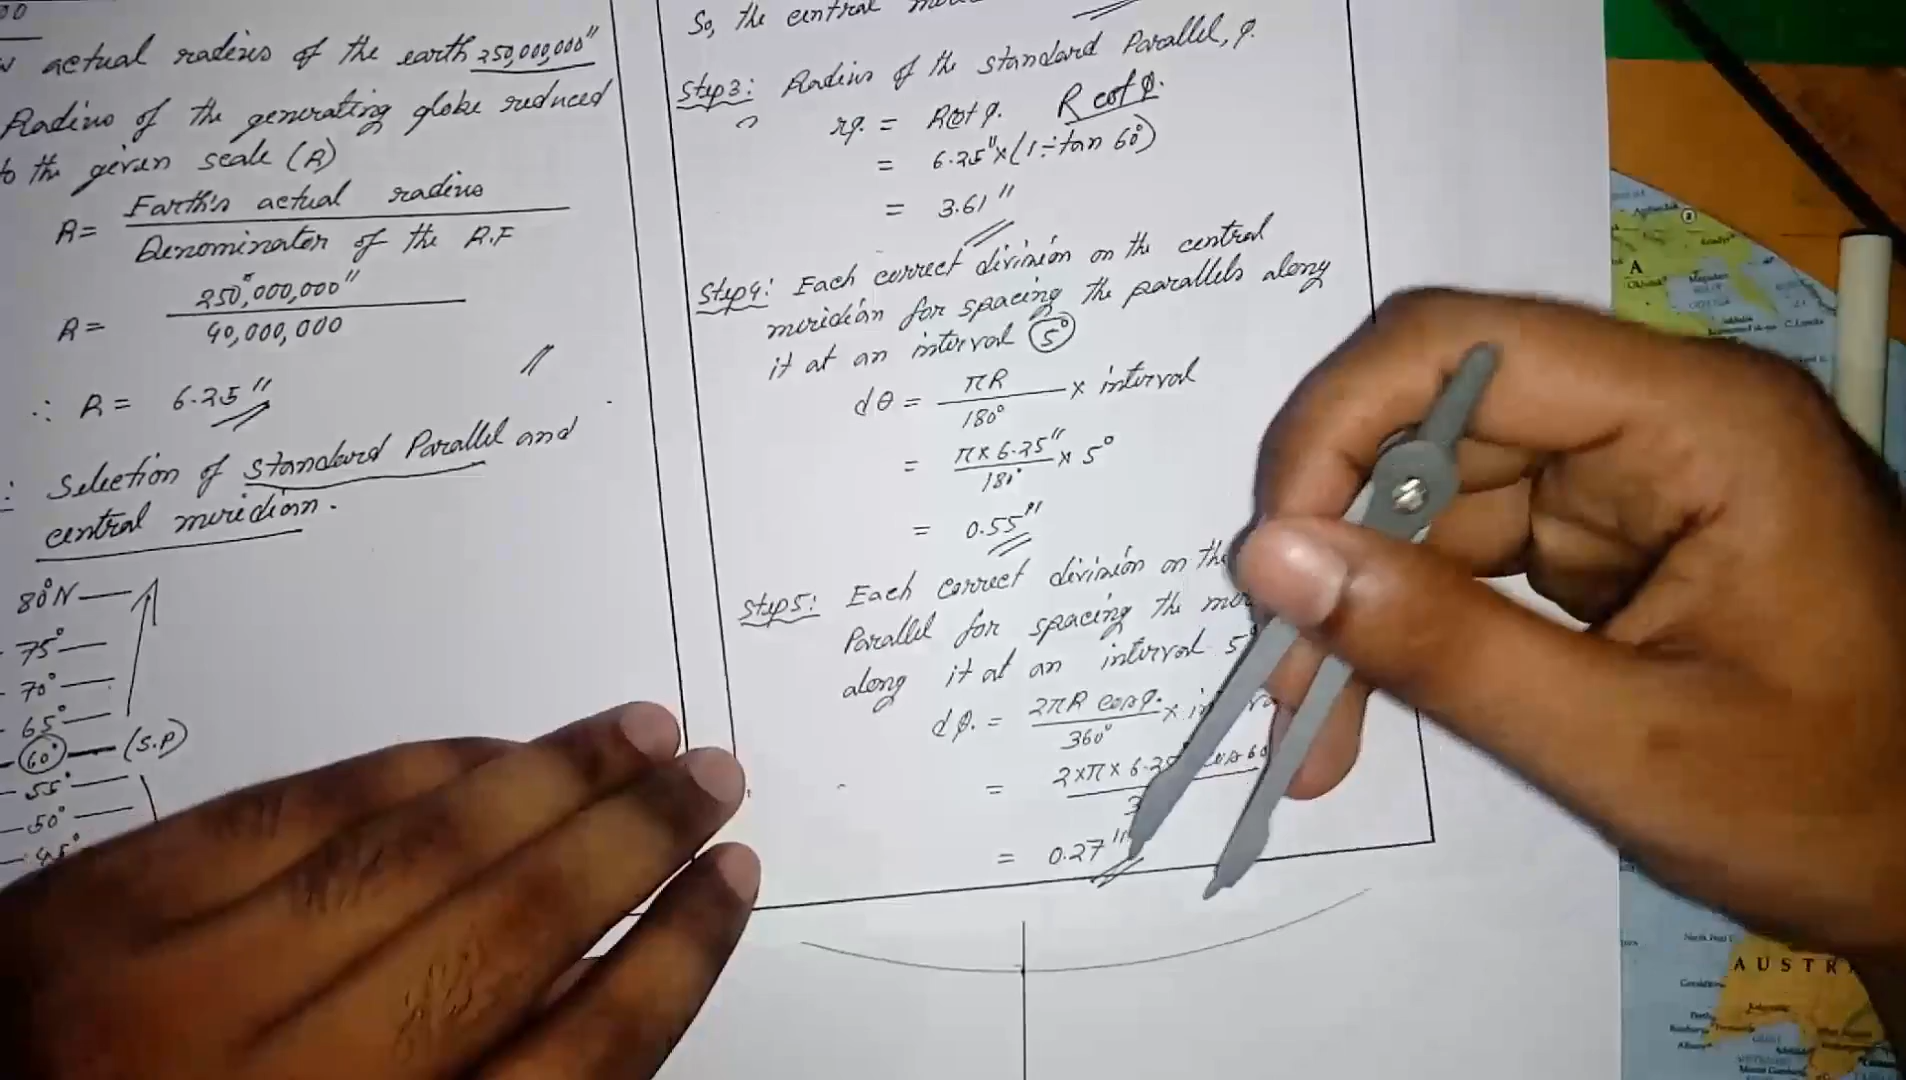 actual radius of the earth 250,000,000"
Radius of the generating globe reduced
to the given scale (R)
R = Earth's actual radius
Denominator of the R.F
R = 250,000,000"
40,000,000
∴ R = 6.25"
Selection of standard Parallel and
central meridian.
80°N
75°
70°
65°
60° (S.P)
55°
50°
45°
So, the central
Step 3: Radius of the standard Parallel, φ.
rφ. = Rcot φ. R cot φ.
= 6.25" × (1 ÷ tan 60°)
= 3.61"
Step 4: Each correct division on the central
meridian for spacing the parallels along
it at an interval 5°
dθ = πR / 180° × interval
= π × 6.25" / 180° × 5°
= 0.55"
Step 5: Each correct division on the
Parallel for spacing the
along it at an interval 5°
dφ. = 2πR cosφ. / 360° ×
= 2×π× cos 60
= 0.27"
A
AUSTR